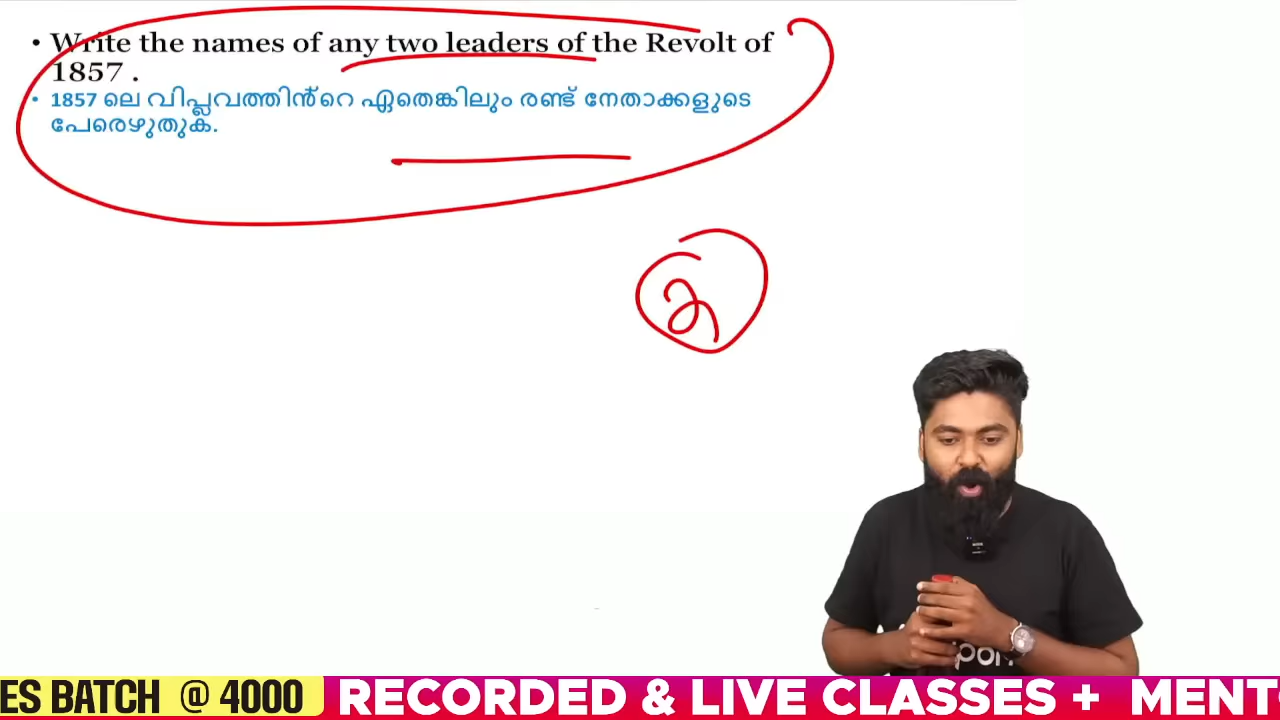 • Write the names of any two leaders of the Revolt of
1857 .
• 1857 ലെ വിപ്ലവത്തിൻ്റെ ഏതെങ്കിലും രണ്ട് നേതാക്കളുടെ
പേരെഴുതുക.
2
ES BATCH @ 4000 RECORDED & LIVE CLASSES + MENT